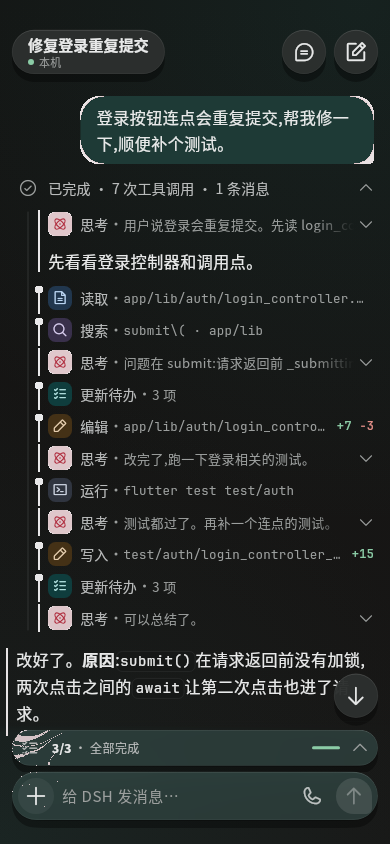 修复登录重复提交
本机
登录按钮连点会重复提交,帮我修一
下,顺便补个测试。
已完成 · 7 次工具调用 · 1 条消息
思考 · 用户说登录会重复提交。先读 login_c
先看看登录控制器和调用点。
读取 · app/lib/auth/login_controller.…
搜索 · submit\( · app/lib
思考 · 问题在 submit:请求返回前 _submitti
更新待办 · 3 项
编辑 · app/lib/auth/login_contro… +7 -3
思考 · 改完了,跑一下登录相关的测试。
运行 · flutter test test/auth
思考 · 测试都过了。再补一个连点的测试。
写入 · test/auth/login_controller_… +15
更新待办 · 3 项
思考 · 可以总结了。
改好了。原因:submit() 在请求返回前没有加锁,
两次点击之间的 await 让第二次点击也进了
求。
3/3 · 全部完成
给 DSH 发消息…